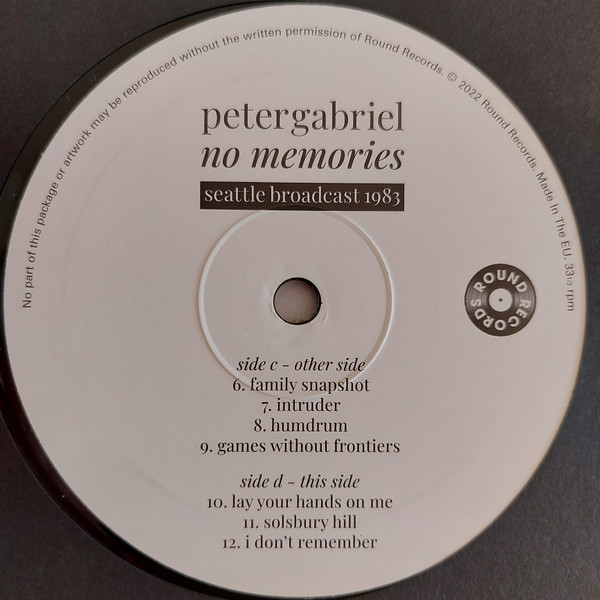 No part of this package or artwork may be reproduced without the written permission of Round Records. © 2022 Round Records. Made In The EU. 33 1/3 rpm
petergabriel
no memories
seattle broadcast 1983
ROUND RECORDS
side c - other side
6. family snapshot
7. intruder
8. humdrum
9. games without frontiers
side d - this side
10. lay your hands on me
11. solsbury hill
12. i don't remember